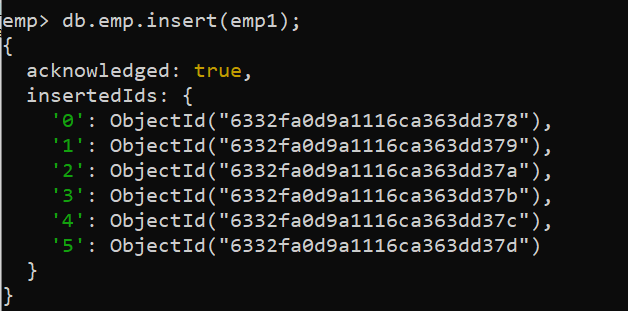 emp> db.emp.insert(emp1);
{
  acknowledged: true,
  insertedIds: {
    '0': ObjectId("6332fa0d9a1116ca363dd378"),
    '1': ObjectId("6332fa0d9a1116ca363dd379"),
    '2': ObjectId("6332fa0d9a1116ca363dd37a"),
    '3': ObjectId("6332fa0d9a1116ca363dd37b"),
    '4': ObjectId("6332fa0d9a1116ca363dd37c"),
    '5': ObjectId("6332fa0d9a1116ca363dd37d")
  }
}